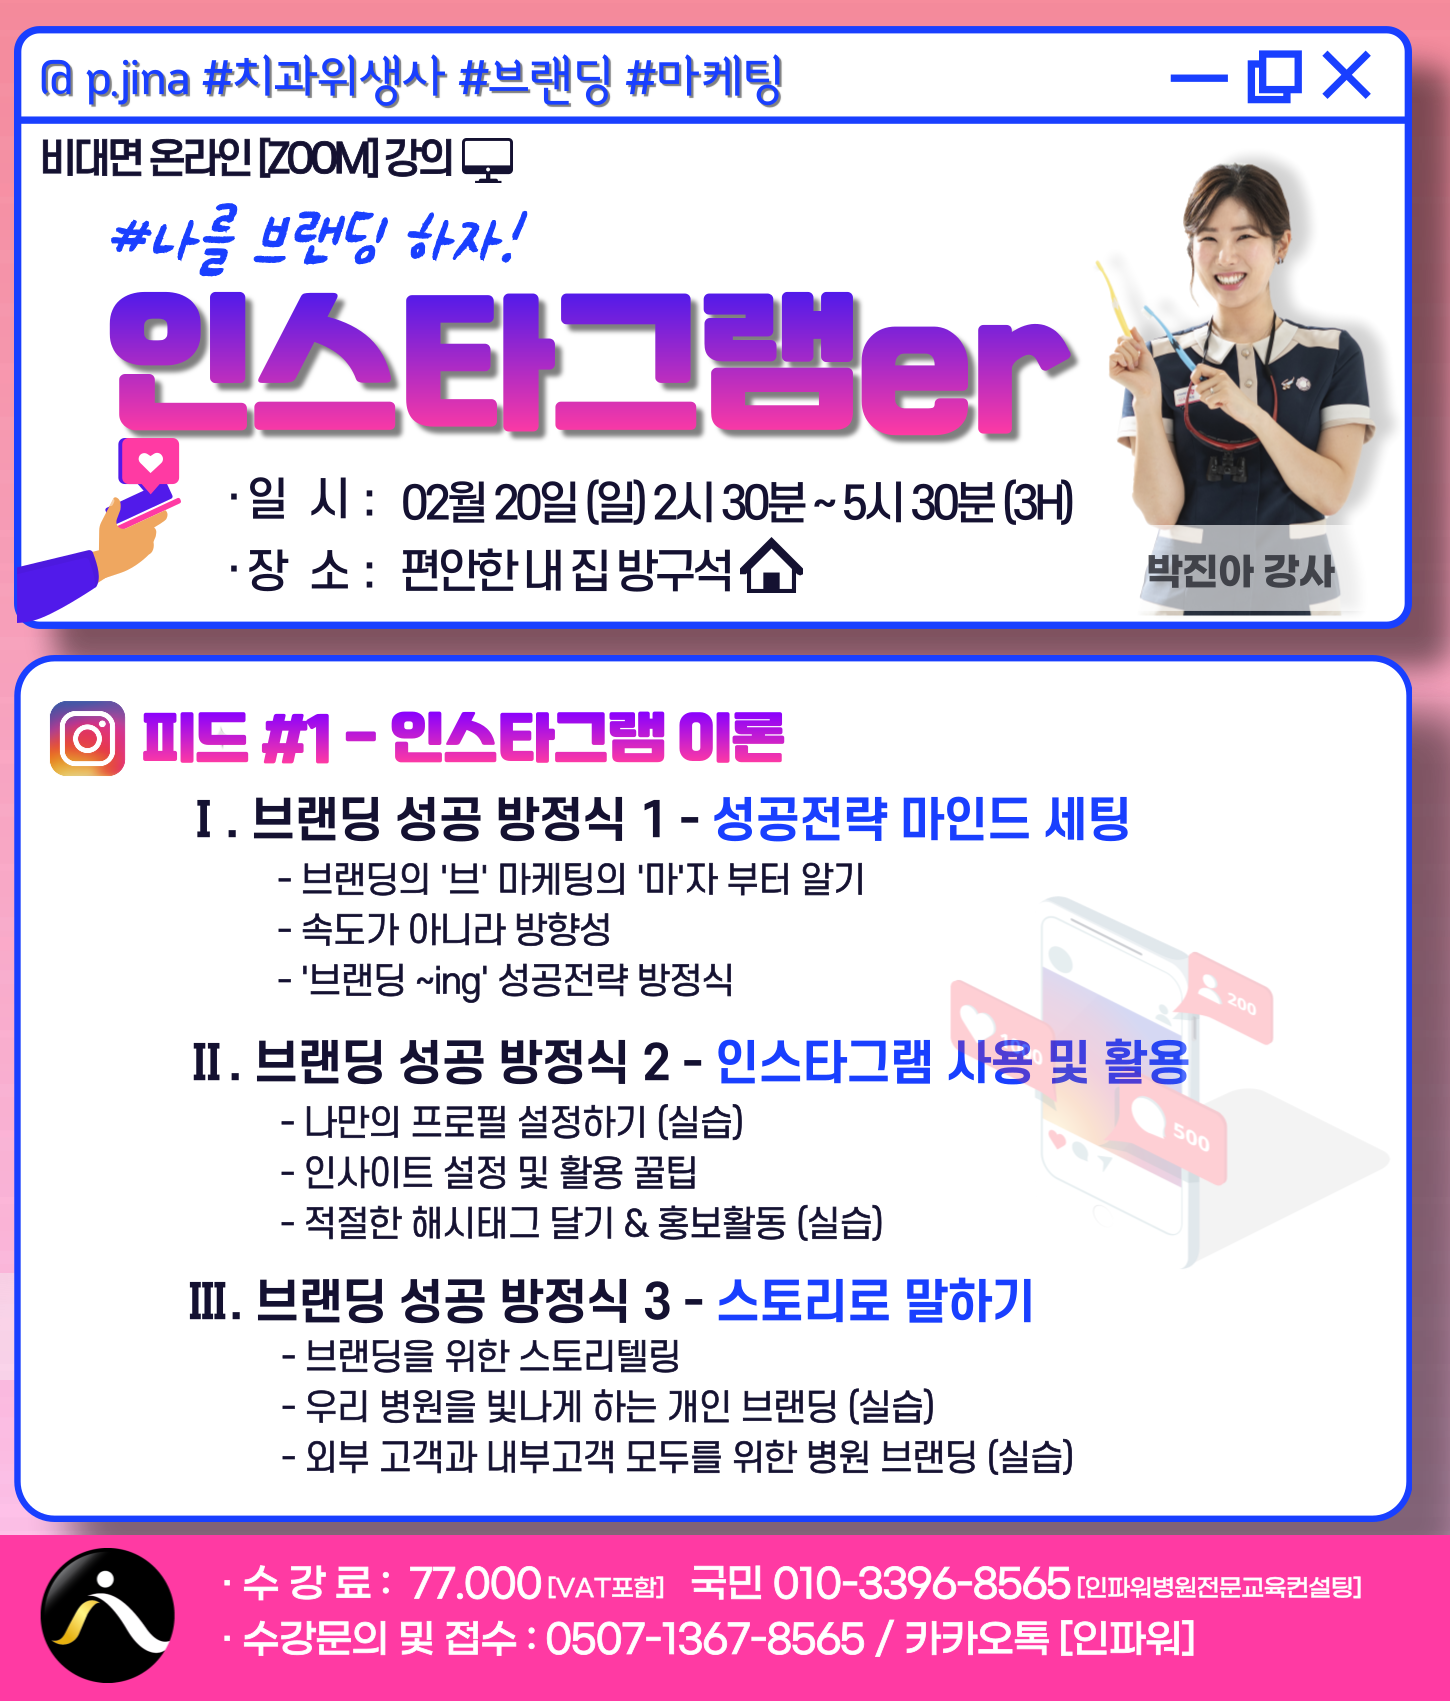 @ p.jina #치과위생사 #브랜딩 #마케팅
비대면 온라인 [ZOOM] 강의
#나를 브랜딩 하자!
인스타그램er
· 일 시 : 02월 20일 (일) 2시 30분 ~ 5시 30분 (3H)
· 장 소 : 편안한 내 집 방구석
박진아 강사
피드 #1 - 인스타그램 이론
Ⅰ. 브랜딩 성공 방정식 1 - 성공전략 마인드 세팅
- 브랜딩의 '브' 마케팅의 '마'자 부터 알기
- 속도가 아니라 방향성
- '브랜딩 ~ing' 성공전략 방정식
200
Ⅱ. 브랜딩 성공 방정식 2 - 인스타그램 사용 및 활용
- 나만의 프로필 설정하기 (실습)
500
- 인사이트 설정 및 활용 꿀팁
- 적절한 해시태그 달기 & 홍보활동 (실습)
Ⅲ. 브랜딩 성공 방정식 3 - 스토리로 말하기
- 브랜딩을 위한 스토리텔링
- 우리 병원을 빛나게 하는 개인 브랜딩 (실습)
- 외부 고객과 내부고객 모두를 위한 병원 브랜딩 (실습)
· 수 강 료 : 77.000 [VAT포함] 국민 010-3396-8565 [인파워병원전문교육컨설팅]
· 수강문의 및 접수 : 0507-1367-8565 / 카카오톡 [인파워]